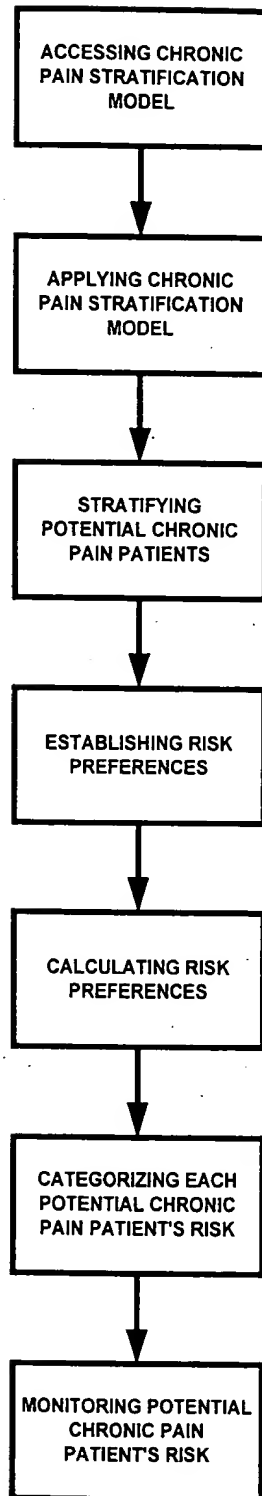 ACCESSING CHRONIC
PAIN STRATIFICATION
MODEL
APPLYING CHRONIC
PAIN STRATIFICATION
MODEL
STRATIFYING
POTENTIAL CHRONIC
PAIN PATIENTS
ESTABLISHING RISK
PREFERENCES
CALCULATING RISK
PREFERENCES
CATEGORIZING EACH
POTENTIAL CHRONIC
PAIN PATIENT'S RISK
MONITORING POTENTIAL
CHRONIC PAIN
PATIENT'S RISK